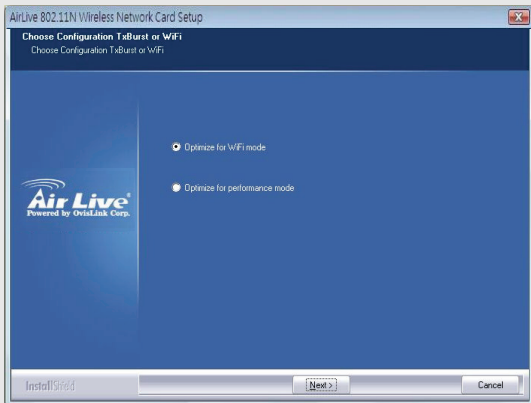 AirLive 802.11N Wireless Network Card Setup
Choose Configuration TxBurst or WiFi
Choose Configuration TxBurst or WiFi
Optimize for WiFi mode
Optimize for performance mode
Air Live®
Powered by OvisLink Corp.
InstallShield
Next >
Cancel